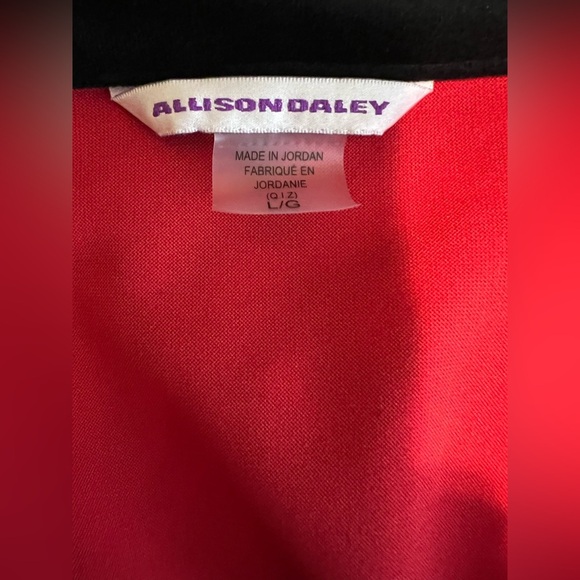 ALLISON DALEY
MADE IN JORDAN
FABRIQUÉ EN
JORDANIE
(Q I Z)
L/G